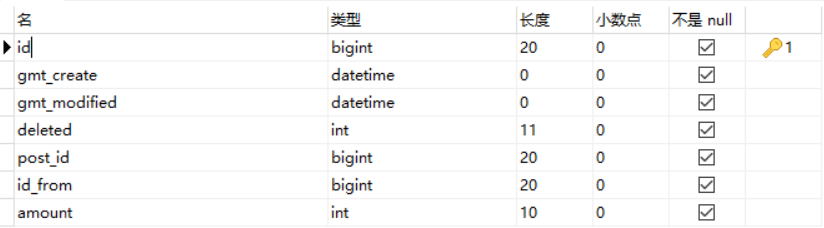 名 类型 长度 小数点 不是 null
id bigint 20 0 1
gmt_create datetime 0 0
gmt_modified datetime 0 0
deleted int 11 0
post_id bigint 20 0
id_from bigint 20 0
amount int 10 0